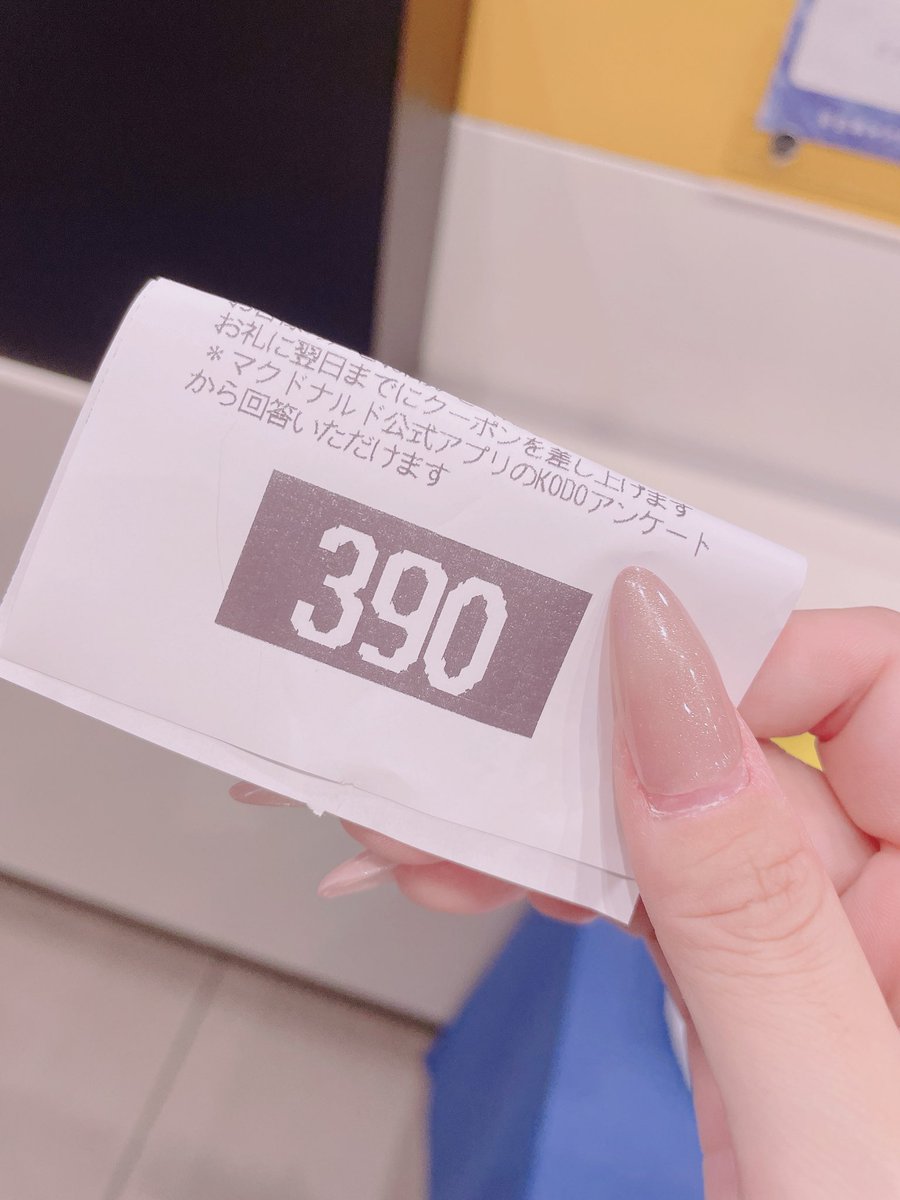 お礼に翌日までにクーポンを差し上げます
*マクドナルド公式アプリのKODOアンケート
から回答いただけます
390